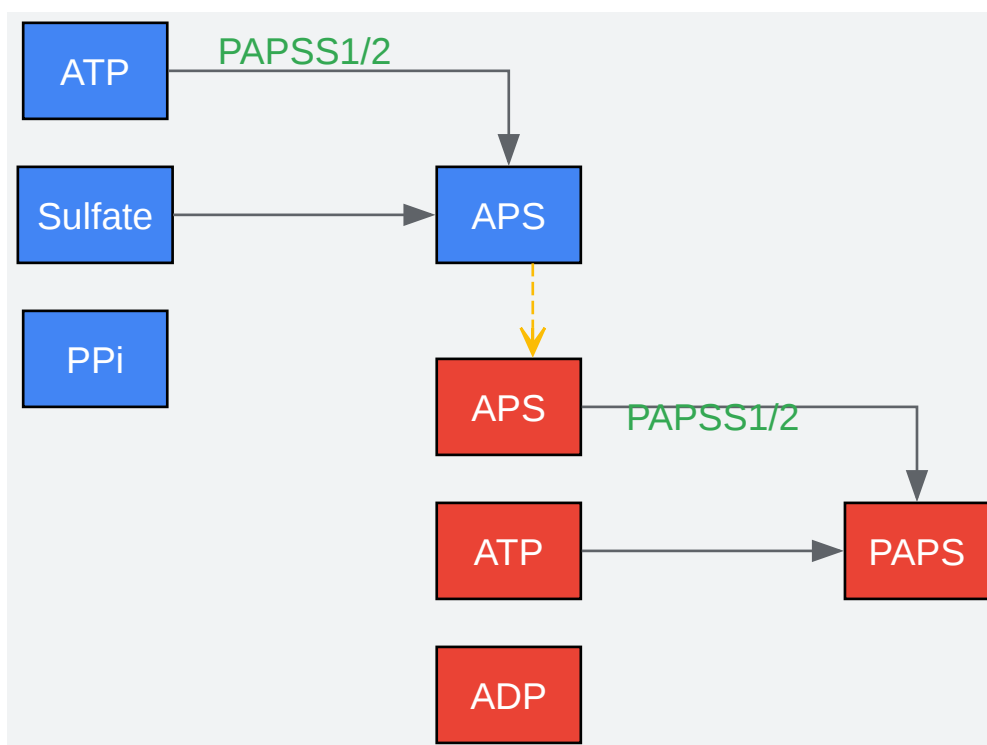 ATP
PAPSS1/2
Sulfate
APS
PPi
APS
PAPSS1/2
ATP
PAPS
ADP